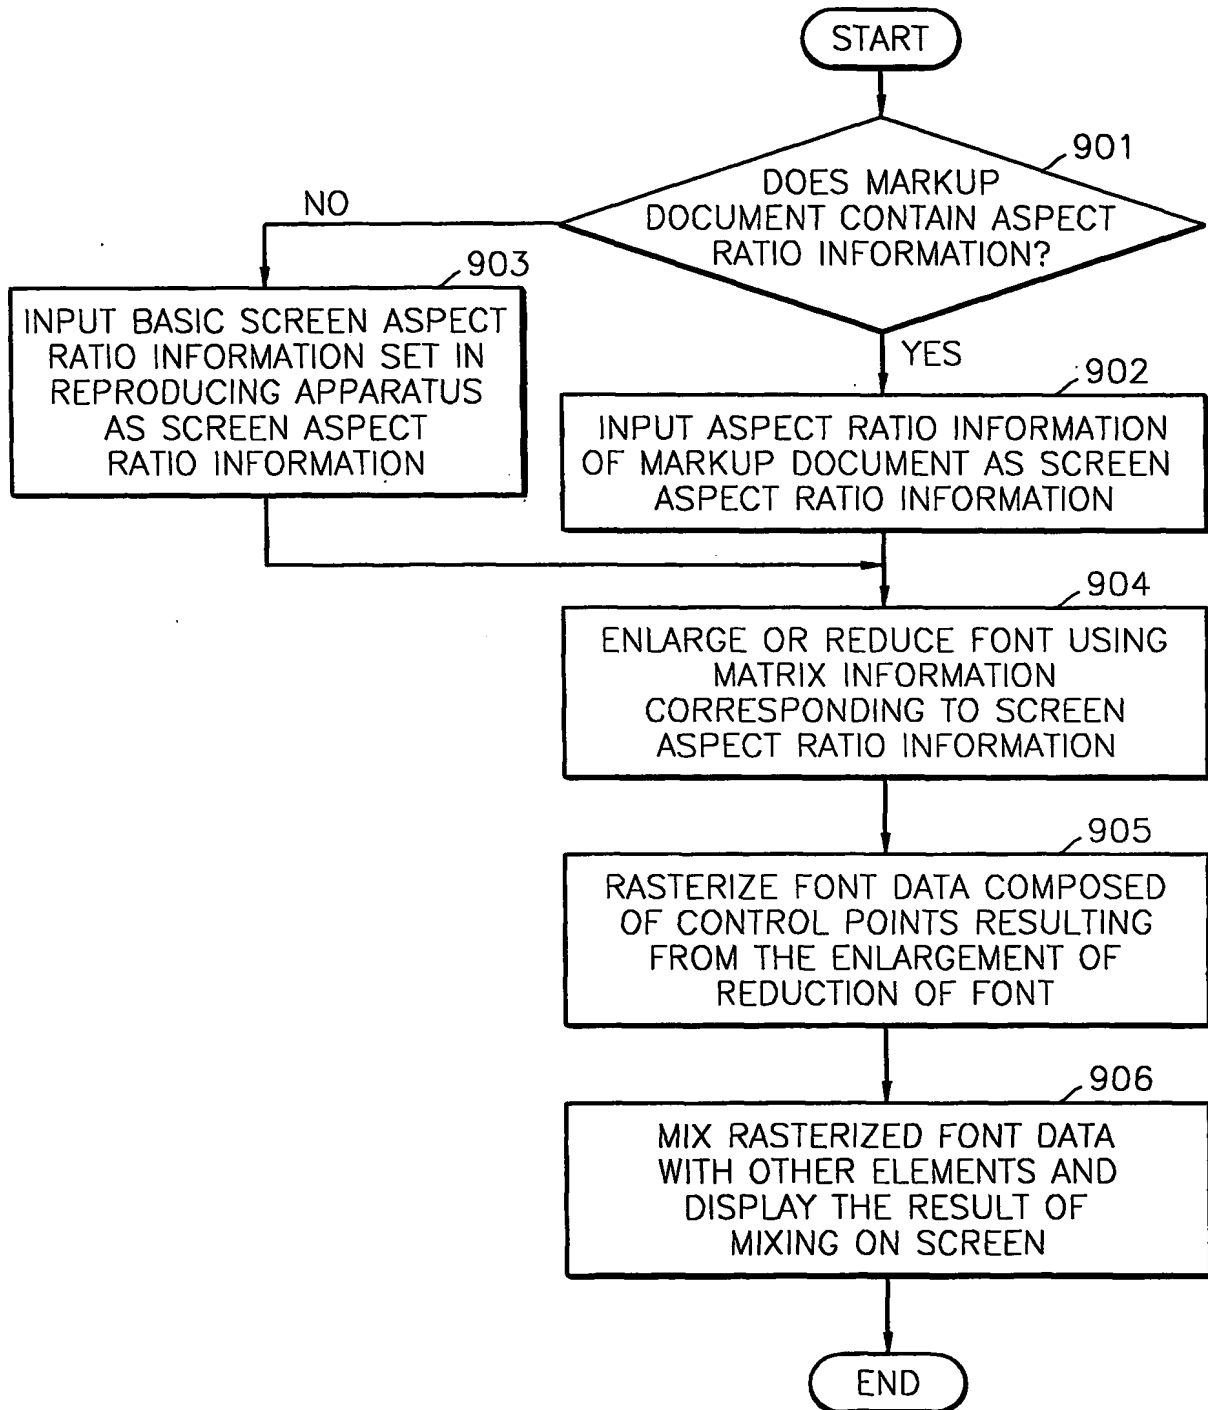 START
901
DOES MARKUP
DOCUMENT CONTAIN ASPECT
RATIO INFORMATION?
NO
903
INPUT BASIC SCREEN ASPECT
RATIO INFORMATION SET IN
REPRODUCING APPARATUS
AS SCREEN ASPECT
RATIO INFORMATION
YES
902
INPUT ASPECT RATIO INFORMATION
OF MARKUP DOCUMENT AS SCREEN
ASPECT RATIO INFORMATION
904
ENLARGE OR REDUCE FONT USING
MATRIX INFORMATION
CORRESPONDING TO SCREEN
ASPECT RATIO INFORMATION
905
RASTERIZE FONT DATA COMPOSED
OF CONTROL POINTS RESULTING
FROM THE ENLARGEMENT OF
REDUCTION OF FONT
906
MIX RASTERIZED FONT DATA
WITH OTHER ELEMENTS AND
DISPLAY THE RESULT OF
MIXING ON SCREEN
END